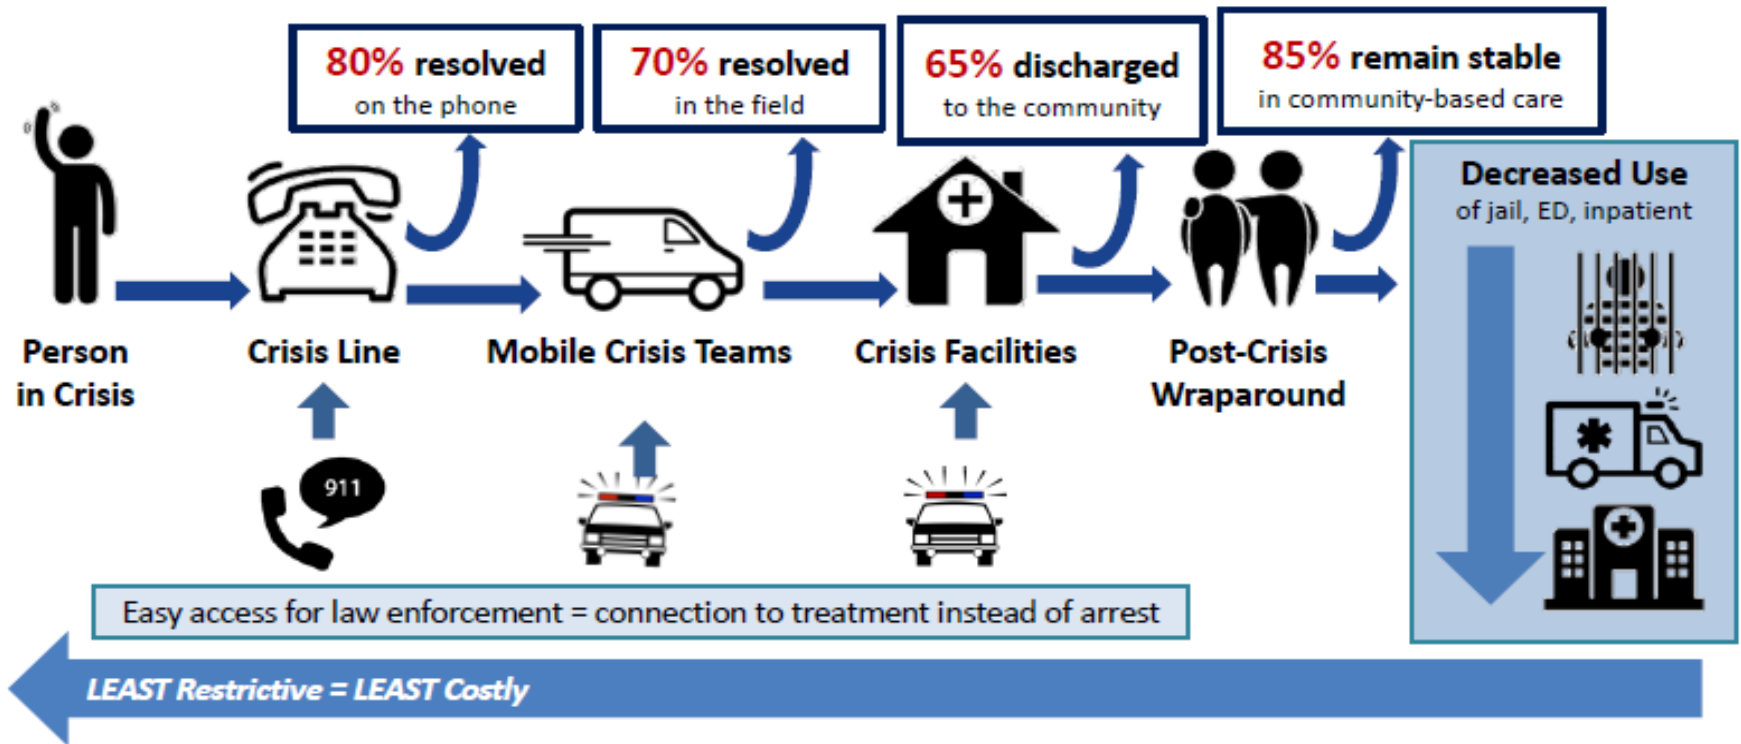 80% resolved
on the phone
70% resolved
in the field
65% discharged
to the community
85% remain stable
in community-based care
Decreased Use
of jail, ED, inpatient
Person
in Crisis
Crisis Line
Mobile Crisis Teams
Crisis Facilities
Post-Crisis
Wraparound
911
Easy access for law enforcement = connection to treatment instead of arrest
LEAST Restrictive = LEAST Costly